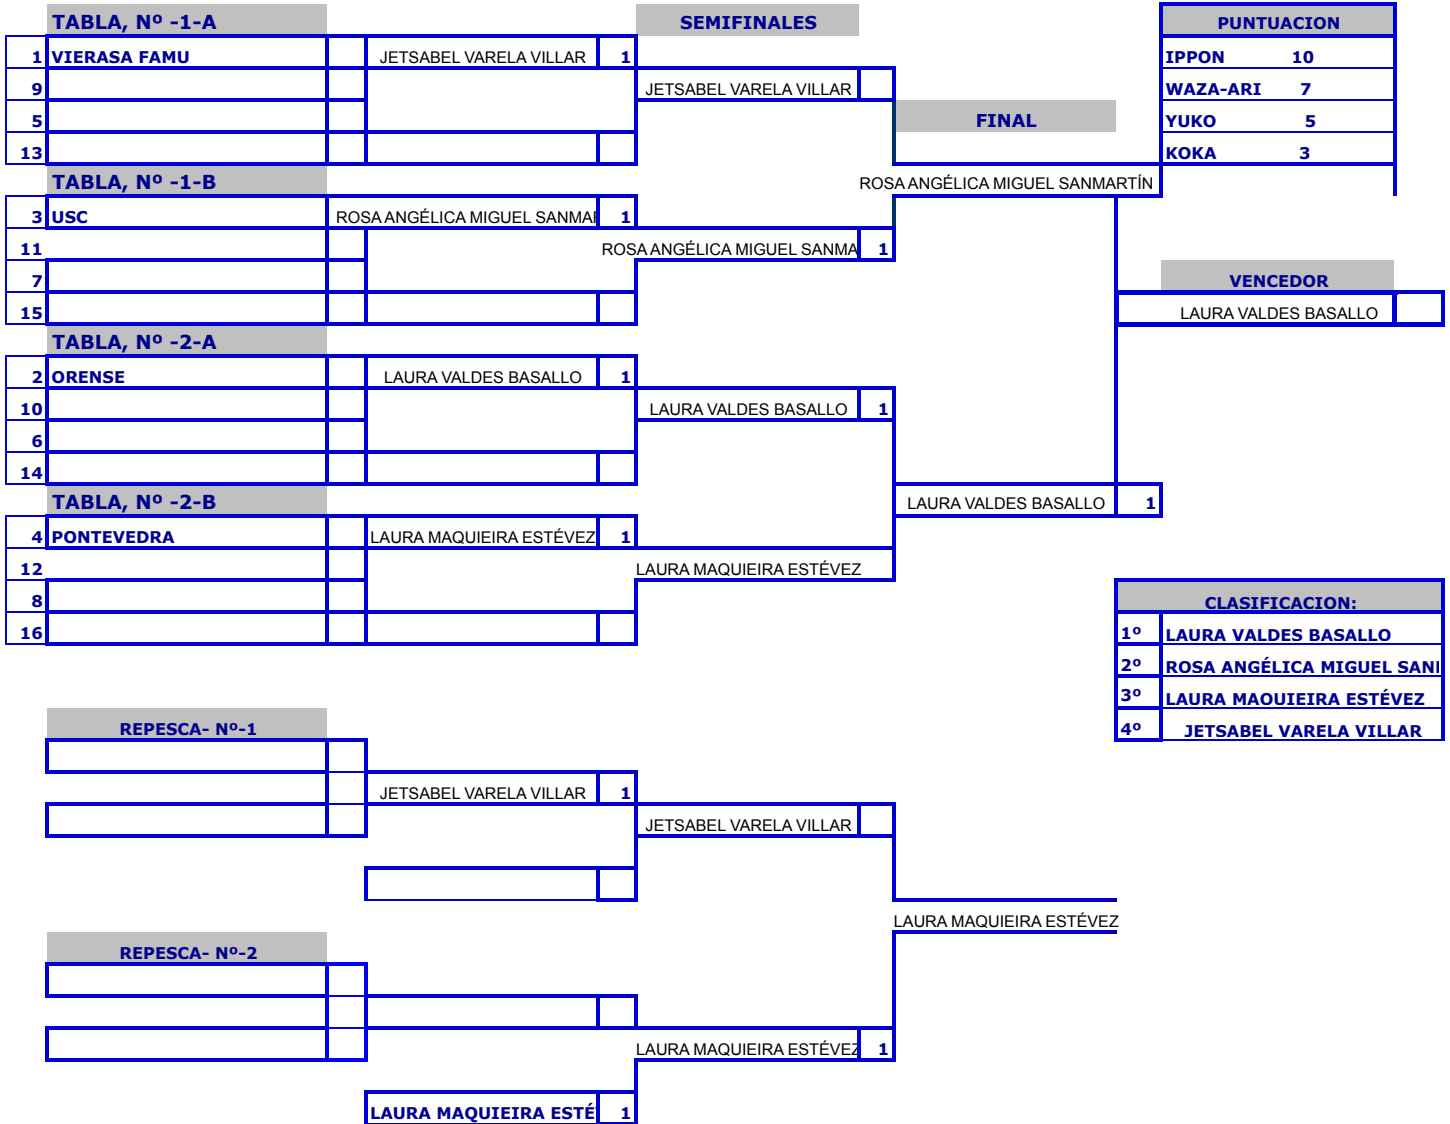 TABLA, Nº -1-A SEMIFINALES PUNTUACION
1 VIERASA FAMU JETSABEL VARELA VILLAR 1 IPPON 10
9 JETSABEL VARELA VILLAR WAZA-ARI 7
5 FINAL YUKO 5
13 KOKA 3
TABLA, Nº -1-B ROSA ANGÉLICA MIGUEL SANMARTÍN
3 USC ROSA ANGÉLICA MIGUEL SANMAR 1
11 ROSA ANGÉLICA MIGUEL SANMA 1
7 VENCEDOR
15 LAURA VALDES BASALLO
TABLA, Nº -2-A
2 ORENSE LAURA VALDES BASALLO 1
10 LAURA VALDES BASALLO 1
6
14
TABLA, Nº -2-B LAURA VALDES BASALLO 1
4 PONTEVEDRA LAURA MAQUIEIRA ESTÉVEZ 1
12 LAURA MAQUIEIRA ESTÉVEZ
8 CLASIFICACION:
16 1º LAURA VALDES BASALLO
2º ROSA ANGÉLICA MIGUEL SAN
3º LAURA MAQUIEIRA ESTÉVEZ
REPESCA- Nº-1 4º JETSABEL VARELA VILLAR
JETSABEL VARELA VILLAR 1
JETSABEL VARELA VILLAR
LAURA MAQUIEIRA ESTÉVEZ
REPESCA- Nº-2
LAURA MAQUIEIRA ESTÉVEZ 1
LAURA MAQUIEIRA ESTÉ 1